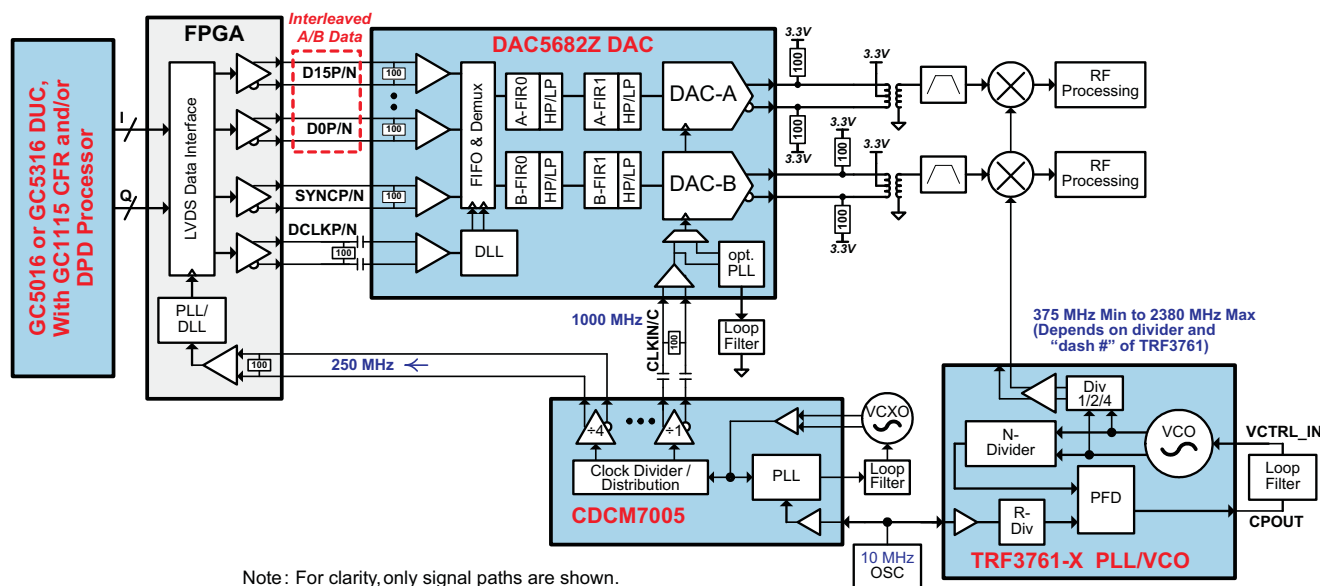 GC5016 or GC5316 DUC,
With GC1115 CFR and/or
DPD Processor
I
Q
FPGA
LVDS Data Interface
PLL/
DLL
100
Interleaved
A/B Data
D15P/N
100
D0P/N
100
SYNCP/N
100
DCLKP/N
100
250 MHz
DAC5682Z DAC
FIFO & Demux
DLL
A-FIR0
HP/LP
A-FIR1
HP/LP
B-FIR0
HP/LP
B-FIR1
HP/LP
DAC-A
DAC-B
opt.
PLL
Loop
Filter
1000 MHz
CLKIN/C
100
3.3V
100
3.3V
100
3.3V
3.3V
100
3.3V
100
3.3V
RF
Processing
RF
Processing
375 MHz Min to 2380 MHz Max
(Depends on divider and
"dash #" of TRF3761)
÷4
÷1
Clock Divider /
Distribution
PLL
VCXO
Loop
Filter
CDCM7005
10 MHz
OSC
Div
1/2/4
N-
Divider
VCO
PFD
R-
Div
VCTRL_IN
Loop
Filter
CPOUT
TRF3761-X PLL/VCO
Note: For clarity, only signal paths are shown.